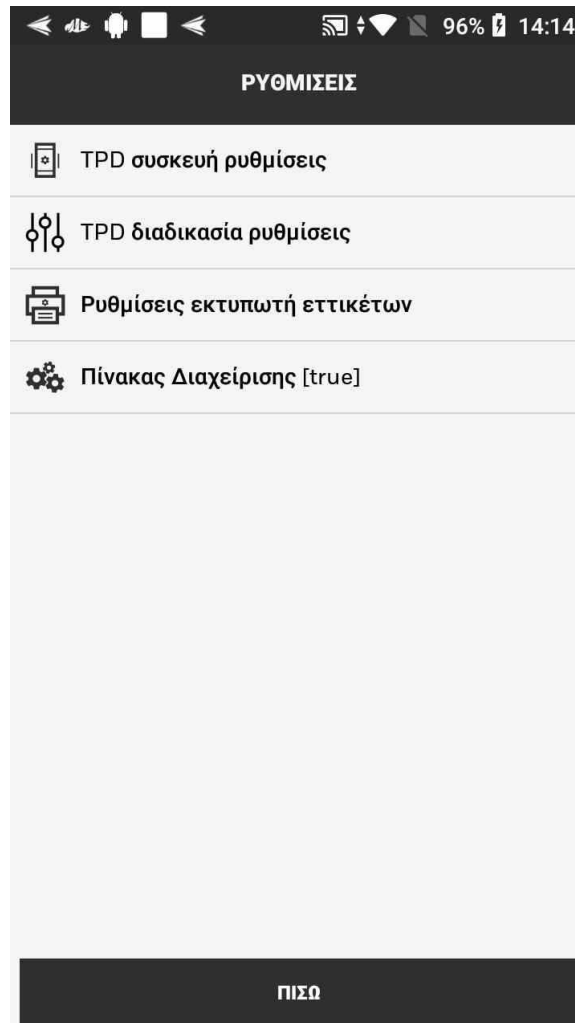 96% 14:14
ΡΥΘΜΙΣΕΙΣ
TPD συσκευή ρυθμίσεις
TPD διαδικασία ρυθμίσεις
Ρυθμίσεις εκτυπωτή εττικέτων
Πίνακας Διαχείρισης [true]
ΠΙΣΩ